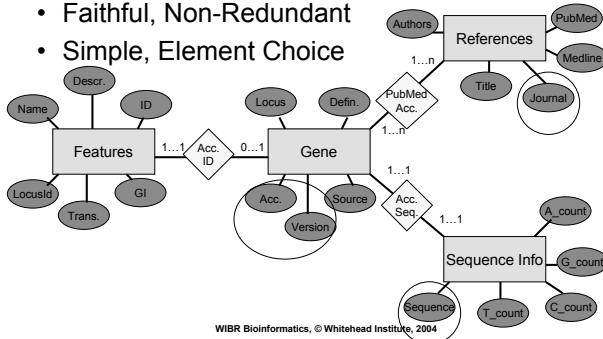 • Faithful, Non-Redundant
• Simple, Element Choice
Authors
References
PubMed
Medline
Title
Journal
1…n
PubMed
Acc.
1…n
Descr.
Name
ID
Features
LocusId
Trans.
GI
1…1
Acc.
ID
0…1
Locus
Defin.
Gene
Acc.
Version
Source
1…1
Acc.
Seq.
1…1
A_count
Sequence Info
G_count
Sequence
T_count
C_count
WIBR Bioinformatics, © Whitehead Institute, 2004